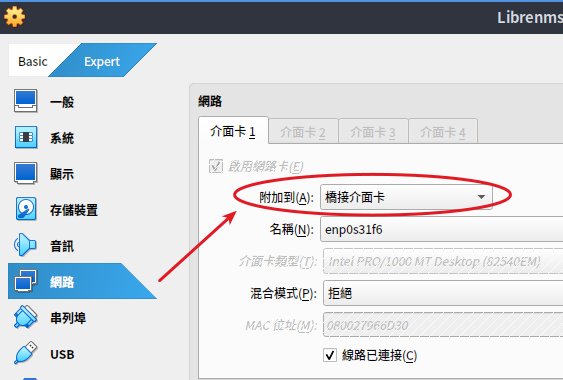 Librenms
Basic
Expert
一般
系統
顯示
存儲裝置
音訊
網路
串列埠
USB
網路
介面卡 1
介面卡 2
介面卡 3
介面卡 4
啟用網路卡(E)
附加到(A): 橋接介面卡
名稱(N): enp0s31f6
介面卡類型(T): Intel PRO/1000 MT Desktop (82540EM)
混合模式(P): 拒絕
MAC 位址(M): 080027966D30
線路已連接(C)